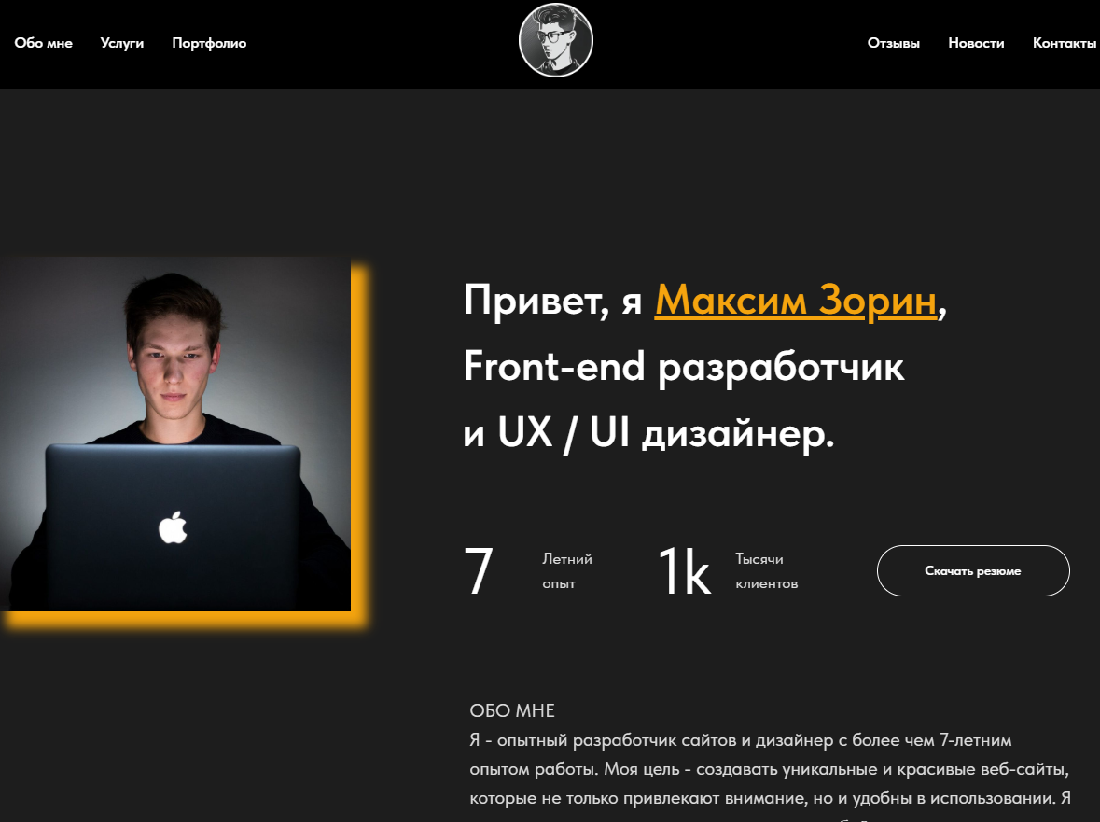 Обо мне Услуги Портфолио Отзывы Новости Контакты
Привет, я Максим Зорин,
Front-end разработчик
и UX / UI дизайнер.
7 Летний опыт 1k Тысячи клиентов Скачать резюме
ОБО МНЕ
Я - опытный разработчик сайтов и дизайнер с более чем 7-летним
опытом работы. Моя цель - создавать уникальные и красивые веб-сайты,
которые не только привлекают внимание, но и удобны в использовании. Я